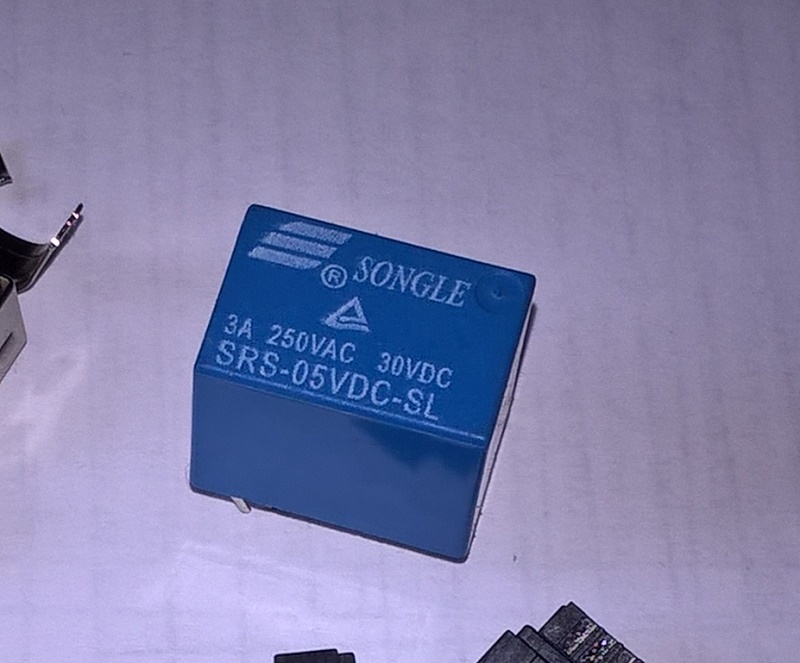 ® SONGLE
3A 250VAC 30VDC
SRS-05VDC-SL